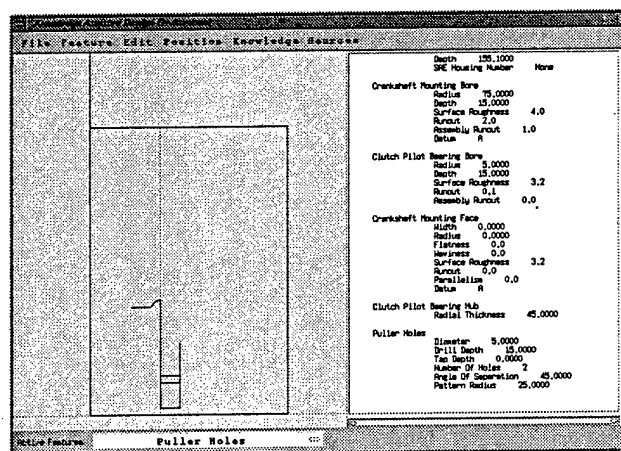 Knowledge Assisted Design Environment
File Feature Edit Position Knowledge Sources
Depth 155.1000
SAE Housing Number None
Crankshaft Mounting Bore
Radius 75.0000
Depth 15.0000
Surface Roughness 4.0
Runout 2.0
Assembly Runout 1.0
Datum A
Clutch Pilot Bearing Bore
Radius 5.0000
Depth 15.0000
Surface Roughness 3.2
Runout 0.1
Assembly Runout 0.0
Crankshaft Mounting Face
Width 0.0000
Radius 0.0000
Flatness 0.0
Waviness 0.0
Surface Roughness 3.2
Runout 0.0
Parallelism 0.0
Datum A
Clutch Pilot Bearing Hub
Radial Thickness 45.0000
Puller Holes
Diameter 5.0000
Drill Depth 15.0000
Tap Depth 0.0000
Number Of Holes 2
Angle Of Seperation 45.0000
Pattern Radius 25.0000
Active Features Puller Holes